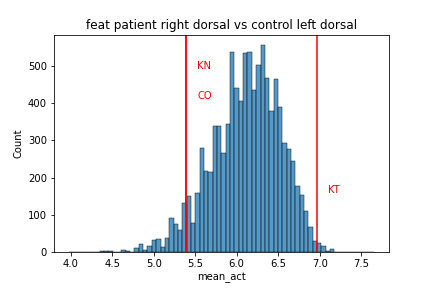 feat patient right dorsal vs control left dorsal
500
400
300
200
100
0
Count
KN
CO
KT
4.0 4.5 5.0 5.5 6.0 6.5 7.0 7.5
mean_act